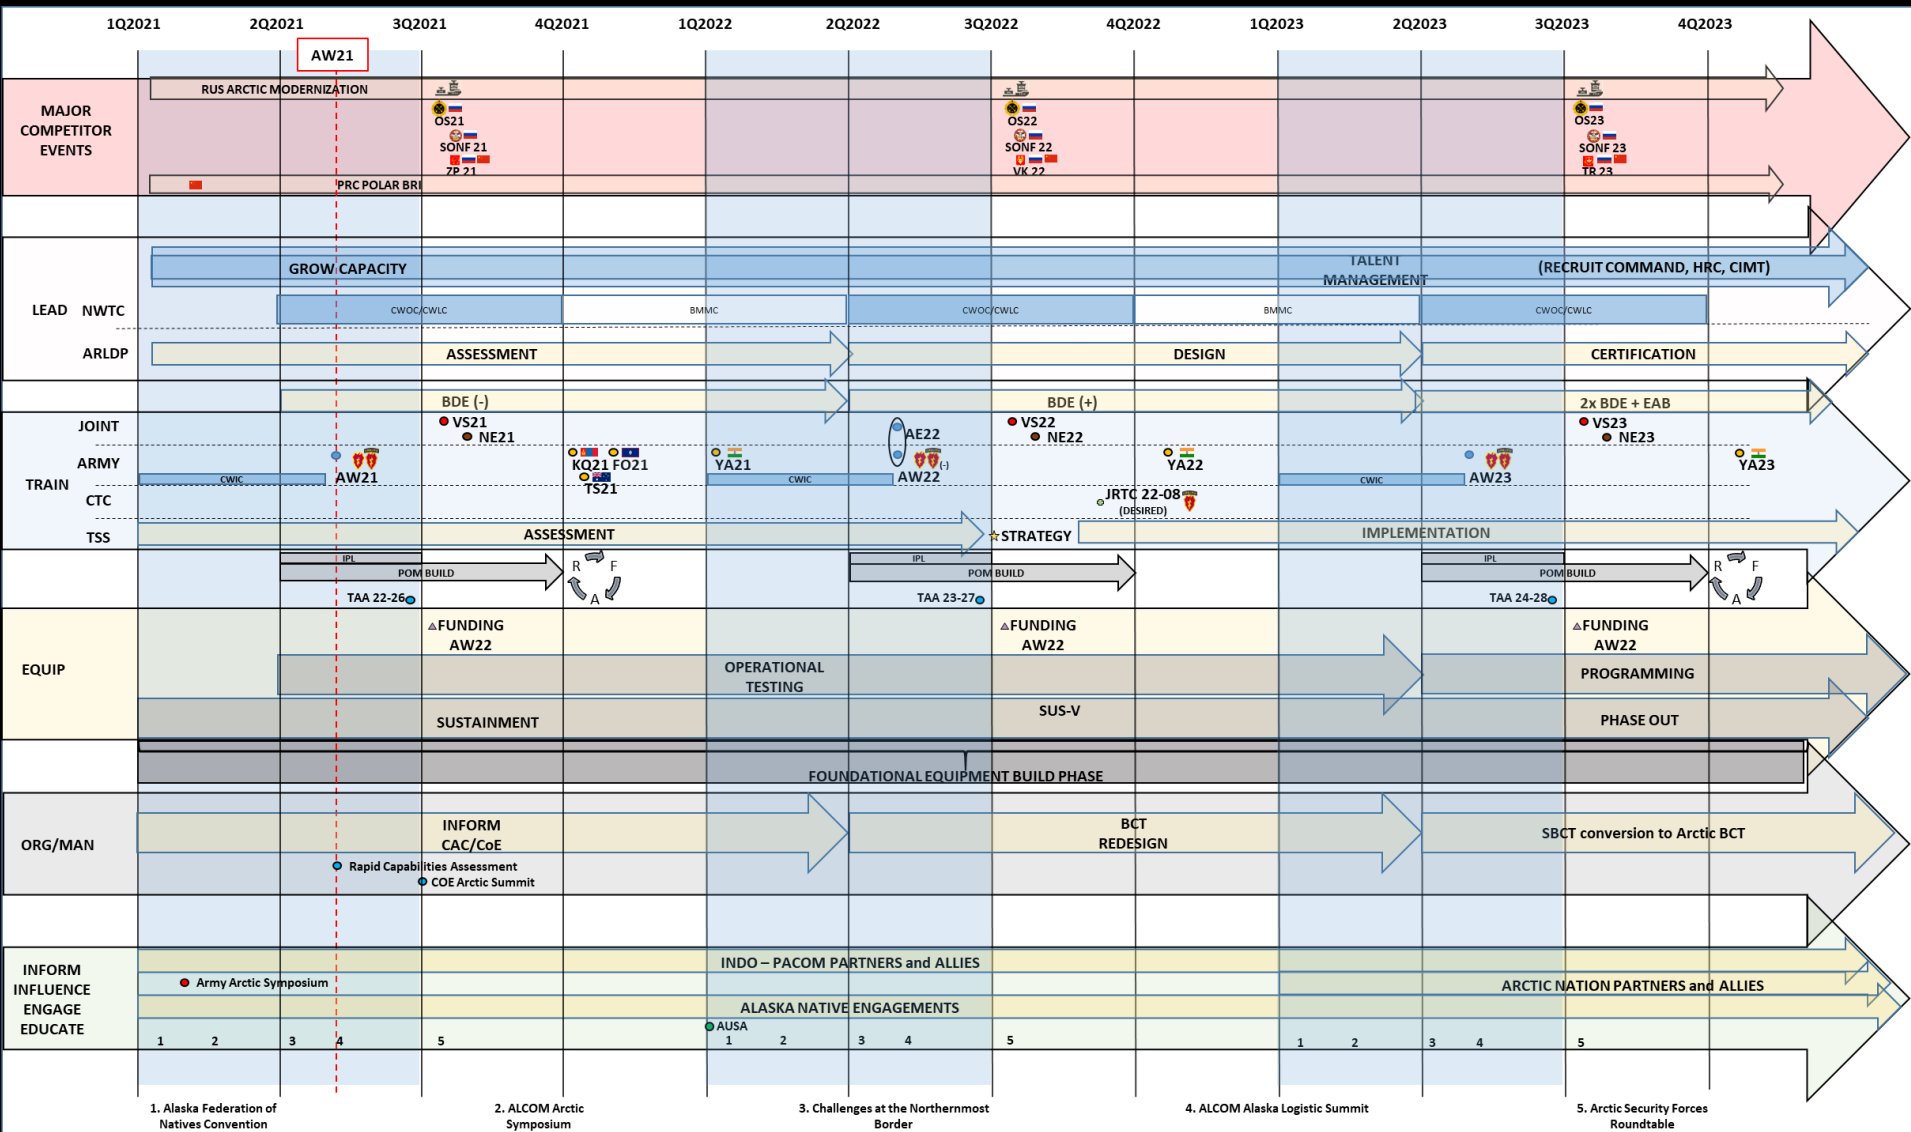 1Q2021 2Q2021 3Q2021 4Q2021 1Q2022 2Q2022 3Q2022 4Q2022 1Q2023 2Q2023 3Q2023 4Q2023
AW21
MAJOR
COMPETITOR
EVENTS
RUS ARCTIC MODERNIZATION
OS21 OS22 OS23
SONF 21 SONF 22 SONF 23
ZP 21 VK 22 TR 23
PRC POLAR BRI
LEAD NWTC
ARLDP
GROW CAPACITY
TALENT
MANAGEMENT
(RECRUIT COMMAND, HRC, CIMT)
CWOC/CWLC BMMC CWOC/CWLC BMMC CWOC/CWLC
ASSESSMENT DESIGN CERTIFICATION
BDE (-) BDE (+) 2x BDE + EAB
TRAIN
JOINT
VS21 VS22 VS23
NE21 AE22 NE22 NE23
ARMY
KQ21 FO21 YA21 (-) YA22 YA23
CWIC AW21 CWIC AW22 CWIC AW23
TS21
CTC
JRTC 22-08
(DESIRED)
TSS
ASSESSMENT STRATEGY IMPLEMENTATION
IPL IPL IPL
POM BUILD POM BUILD POM BUILD
R F A R F A
TAA 22-26 TAA 23-27 TAA 24-28
EQUIP
FUNDING FUNDING FUNDING
AW22 AW22 AW22
OPERATIONAL
TESTING
PROGRAMMING
SUSTAINMENT SUS-V PHASE OUT
FOUNDATIONAL EQUIPMENT BUILD PHASE
ORG/MAN
INFORM
CAC/CoE
BCT
REDESIGN
SBCT conversion to Arctic BCT
Rapid Capabilities Assessment
COE Arctic Summit
INFORM
INFLUENCE
ENGAGE
EDUCATE
INDO – PACOM PARTNERS and ALLIES
Army Arctic Symposium
ARCTIC NATION PARTNERS and ALLIES
ALASKA NATIVE ENGAGEMENTS
AUSA
1 2 3 4 5 1 2 3 4 5 1 2 3 4 5
1. Alaska Federation of
Natives Convention
2. ALCOM Arctic
Symposium
3. Challenges at the Northernmost
Border
4. ALCOM Alaska Logistic Summit
5. Arctic Security Forces
Roundtable